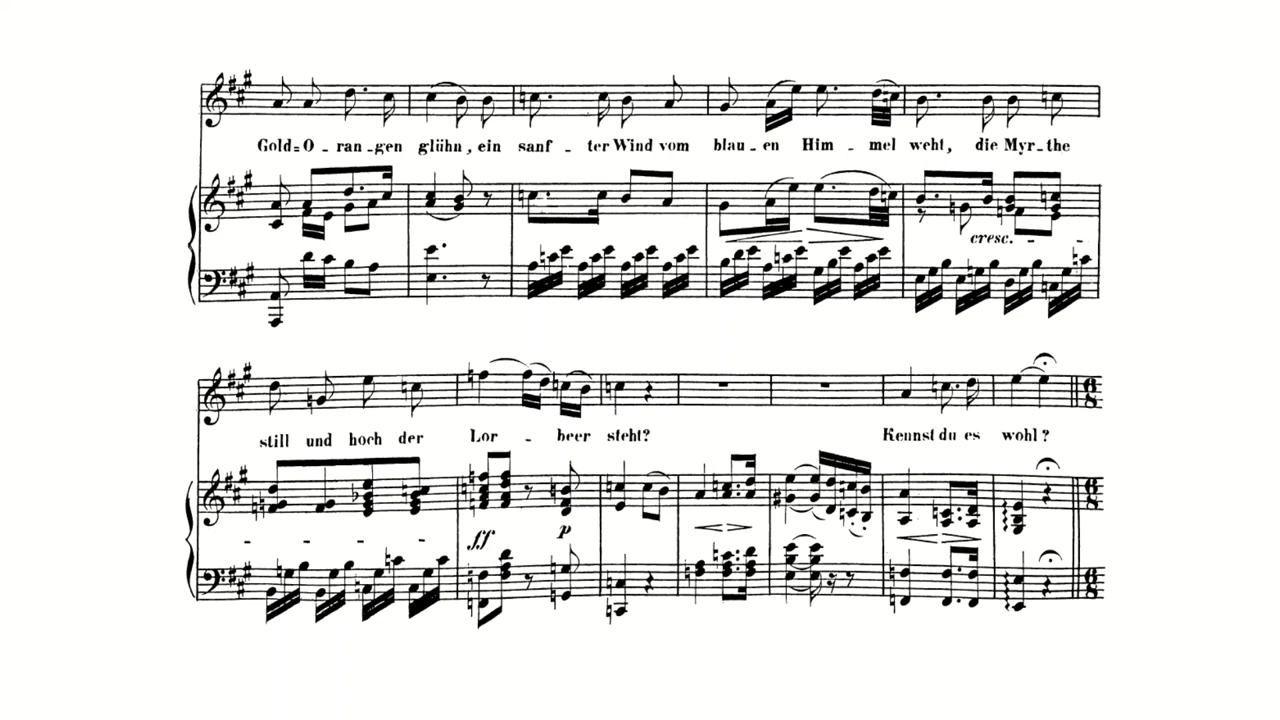 Gold=O - ran - gen glühn, ein sanf - ter Wind vom blau - en Him - mel weht, die Myr - the
cresc. - - -
still und hoch der Lor - beer steht? Kennst du es wohl?
- - - - ff p